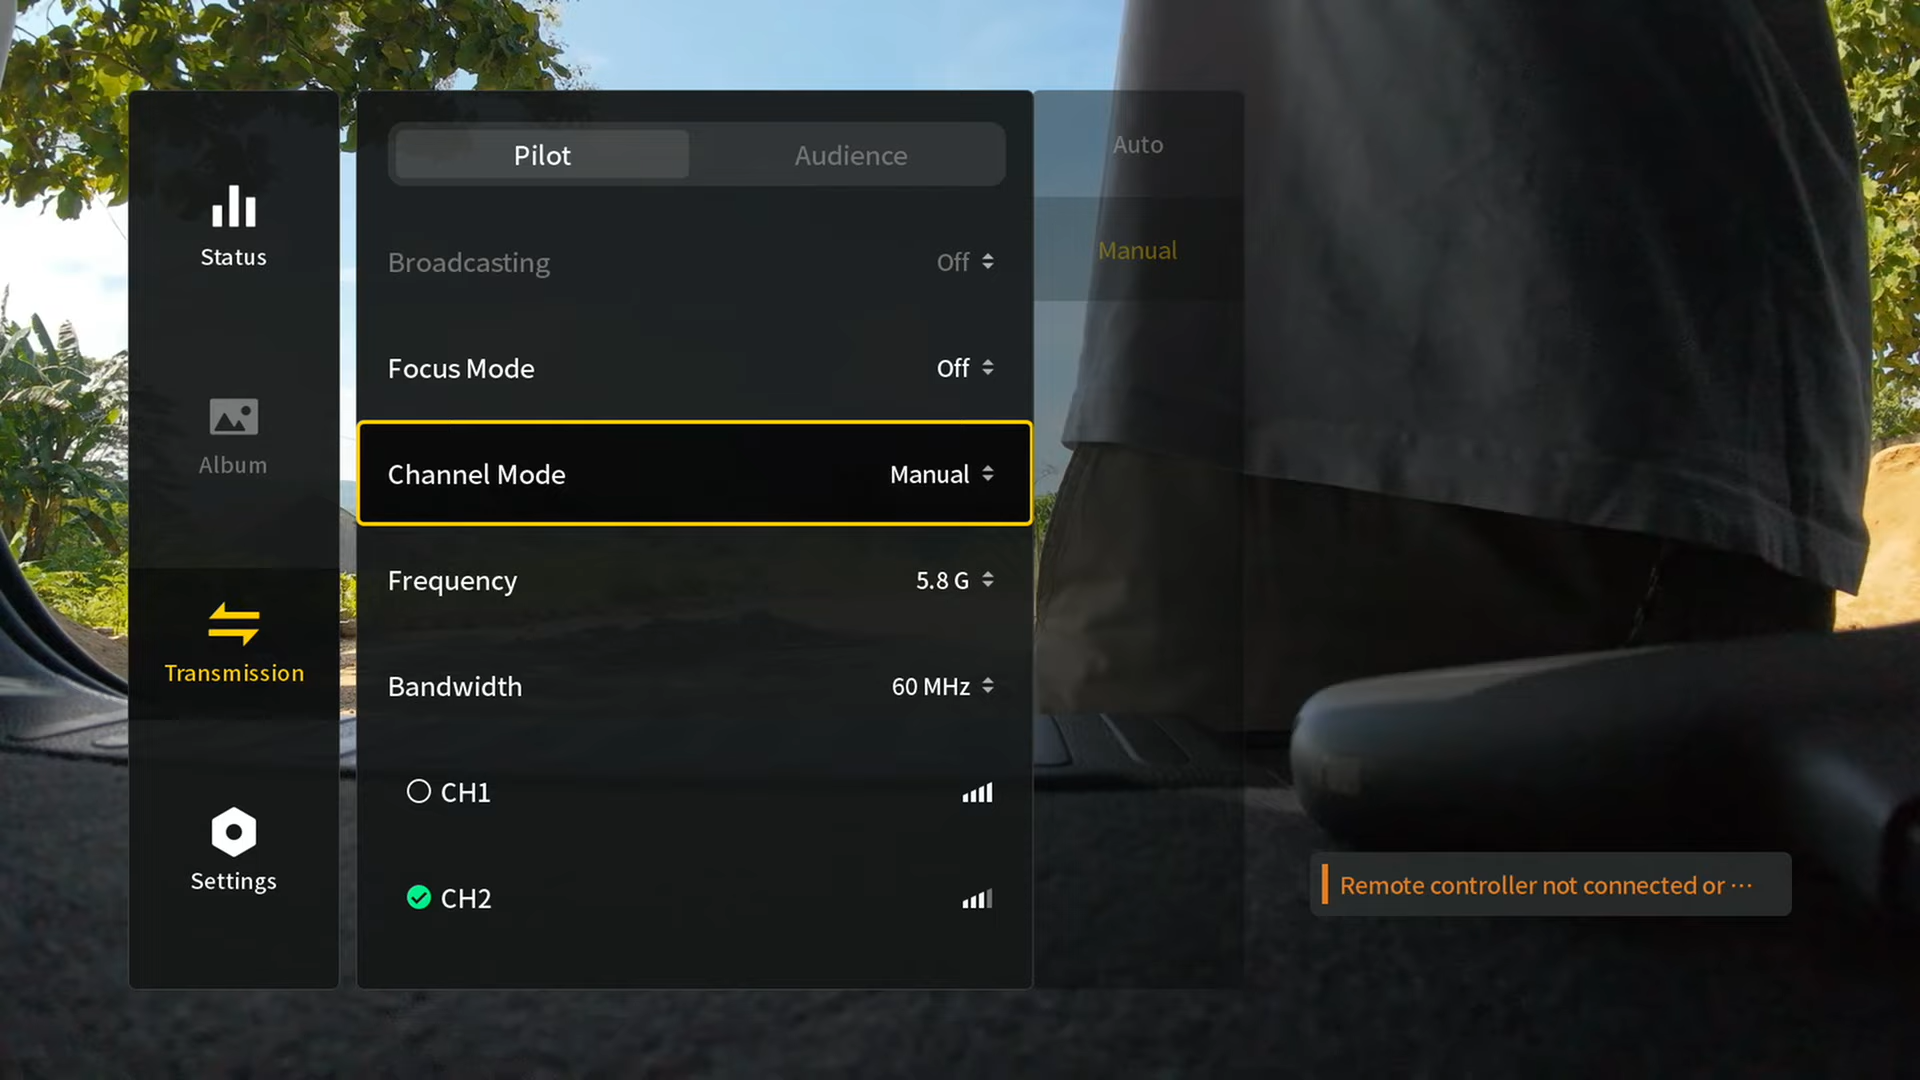 Status
Album
Transmission
Settings
Pilot
Audience
Broadcasting Off
Focus Mode Off
Channel Mode Manual
Frequency 5.8 G
Bandwidth 60 MHz
CH1
CH2
Auto
Manual
Remote controller not connected or ···